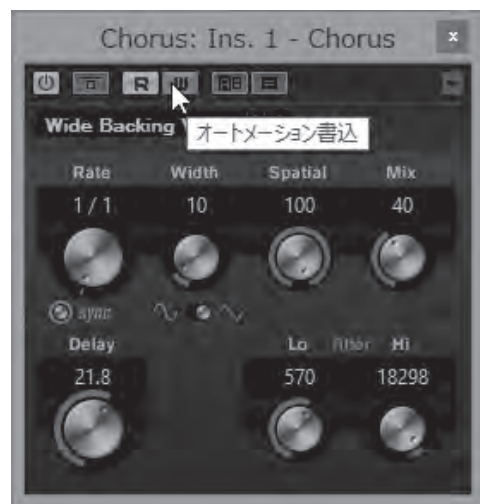 Chorus: Ins. 1 - Chorus x
R W
Wide Backing
オートメーション書込
Rate Width Spatial Mix
1 / 1 10 100 40
sync
Delay Lo filter Hi
21.8 570 18298